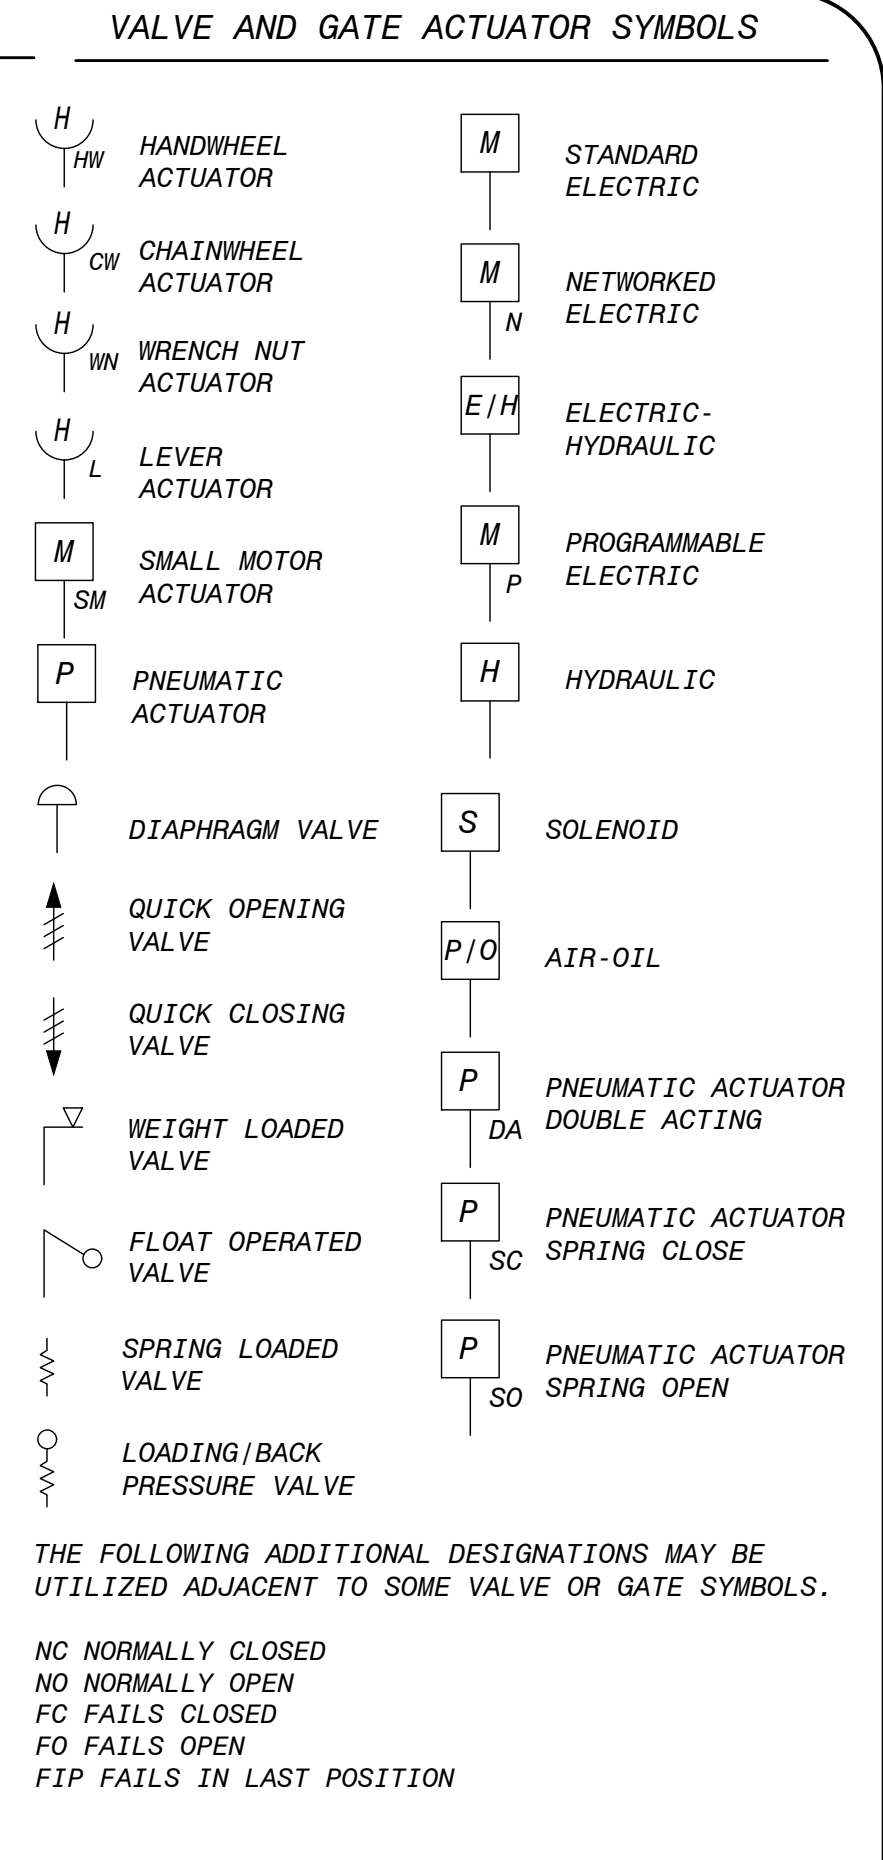 VALVE AND GATE ACTUATOR SYMBOLS
H
HW
HANDWHEEL
ACTUATOR
H
CW
CHAINWHEEL
ACTUATOR
H
WN
WRENCH NUT
ACTUATOR
H
L
LEVER
ACTUATOR
M
SM
SMALL MOTOR
ACTUATOR
P
PNEUMATIC
ACTUATOR
DIAPHRAGM VALVE
QUICK OPENING
VALVE
QUICK CLOSING
VALVE
WEIGHT LOADED
VALVE
FLOAT OPERATED
VALVE
SPRING LOADED
VALVE
LOADING/BACK
PRESSURE VALVE
M
STANDARD
ELECTRIC
M
N
NETWORKED
ELECTRIC
E/H
ELECTRIC-
HYDRAULIC
M
P
PROGRAMMABLE
ELECTRIC
H
HYDRAULIC
S
SOLENOID
P/O
AIR-OIL
P
DA
PNEUMATIC ACTUATOR
DOUBLE ACTING
P
SC
PNEUMATIC ACTUATOR
SPRING CLOSE
P
SO
PNEUMATIC ACTUATOR
SPRING OPEN
THE FOLLOWING ADDITIONAL DESIGNATIONS MAY BE
UTILIZED ADJACENT TO SOME VALVE OR GATE SYMBOLS.
NC NORMALLY CLOSED
NO NORMALLY OPEN
FC FAILS CLOSED
FO FAILS OPEN
FIP FAILS IN LAST POSITION